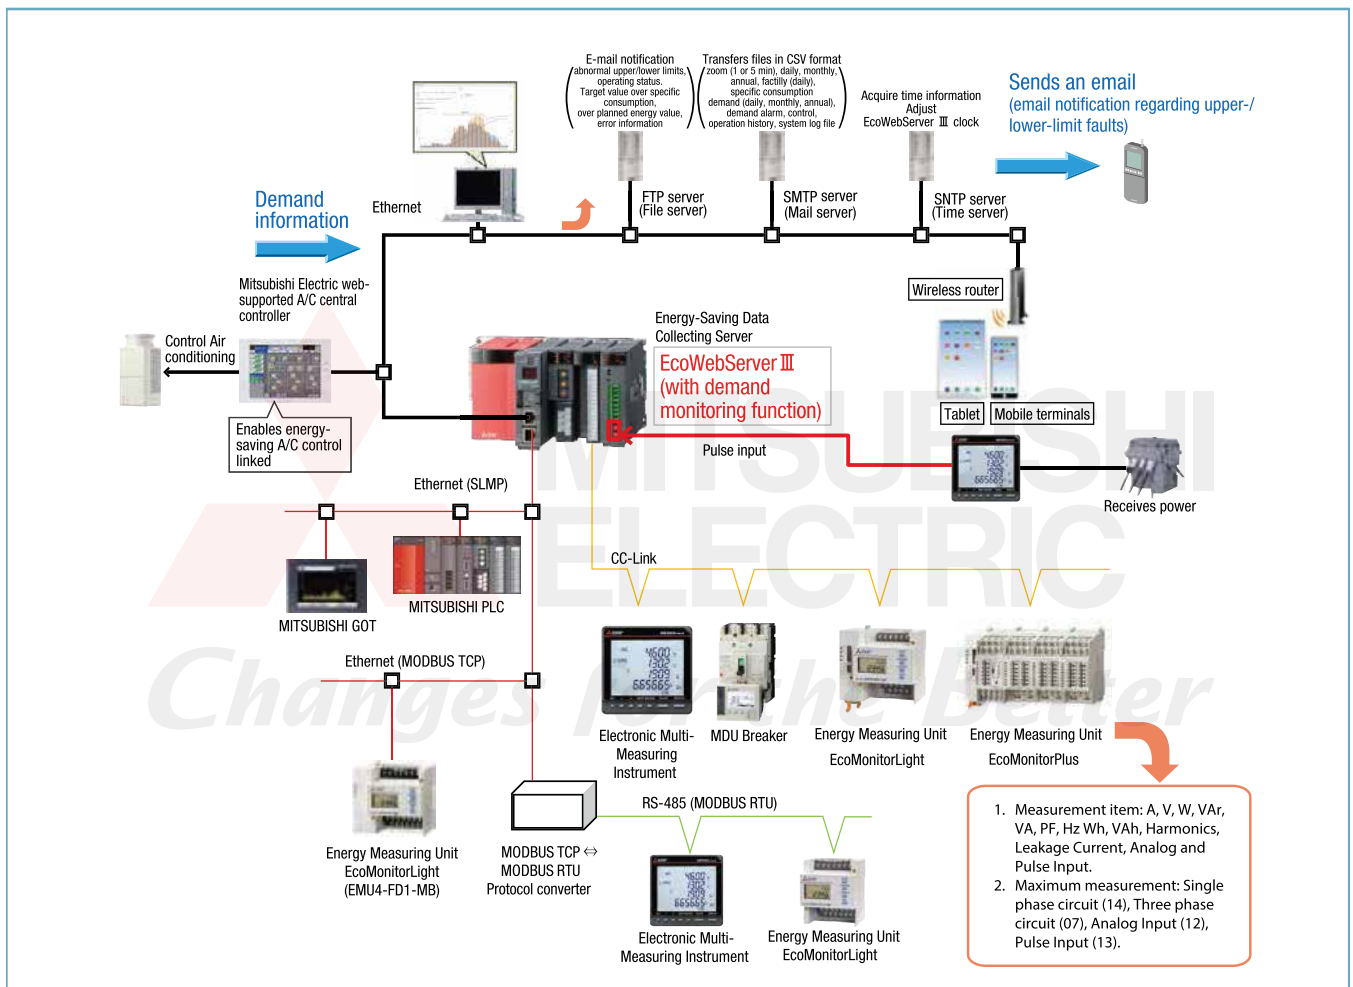 E-mail notification
abnormal upper/lower limits,
operating status.
Target value over specific
consumption,
over planned energy value,
error information
Transfers files in CSV format
zoom (1 or 5 min), daily, monthly,
annual, factilly (daily),
specific consumption
demand (daily, monthly, annual),
demand alarm, control,
operation history, system log file
Acquire time information
Adjust
EcoWebServer III clock
Sends an email
(email notification regarding upper-/
lower-limit faults)
Demand
information
Ethernet
FTP server
(File server)
SMTP server
(Mail server)
SNTP server
(Time server)
Mitsubishi Electric web-
supported A/C central
controller
Wireless router
Control Air
conditioning
Energy-Saving Data
Collecting Server
EcoWebServer III
(with demand
monitoring function)
Tablet
Mobile terminals
Enables energy-
saving A/C control
linked
Pulse input
Receives power
Ethernet (SLMP)
MITSUBISHI
ELECTRIC
Changes for the Better
CC-Link
MITSUBISHI GOT
MITSUBISHI PLC
Ethernet (MODBUS TCP)
4600
1302
1909
665665
Electronic Multi-
Measuring
Instrument
MDU Breaker
Energy Measuring Unit
EcoMonitorLight
Energy Measuring Unit
EcoMonitorPlus
RS-485 (MODBUS RTU)
Energy Measuring Unit
EcoMonitorLight
(EMU4-FD1-MB)
MODBUS TCP ⇔
MODBUS RTU
Protocol converter
Electronic Multi-
Measuring Instrument
Energy Measuring Unit
EcoMonitorLight
1. Measurement item: A, V, W, VAr,
VA, PF, Hz Wh, VAh, Harmonics,
Leakage Current, Analog and
Pulse Input.
2. Maximum measurement: Single
phase circuit (14), Three phase
circuit (07), Analog Input (12),
Pulse Input (13).